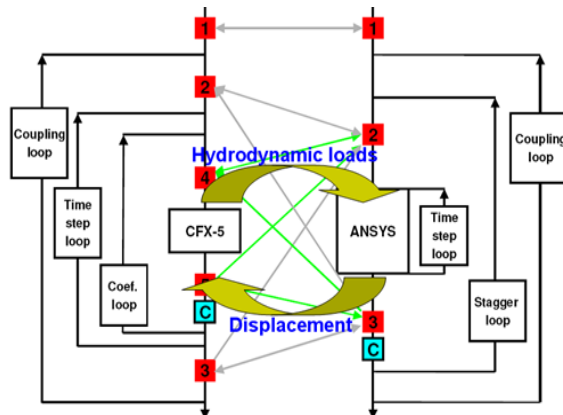 1
1
2
2
Coupling
loop
Coupling
loop
Hydrodynamic loads
4
Time
step
loop
CFX-5
ANSYS
Time
step
loop
Coef.
loop
C
Displacement
3
Stagger
loop
C
3